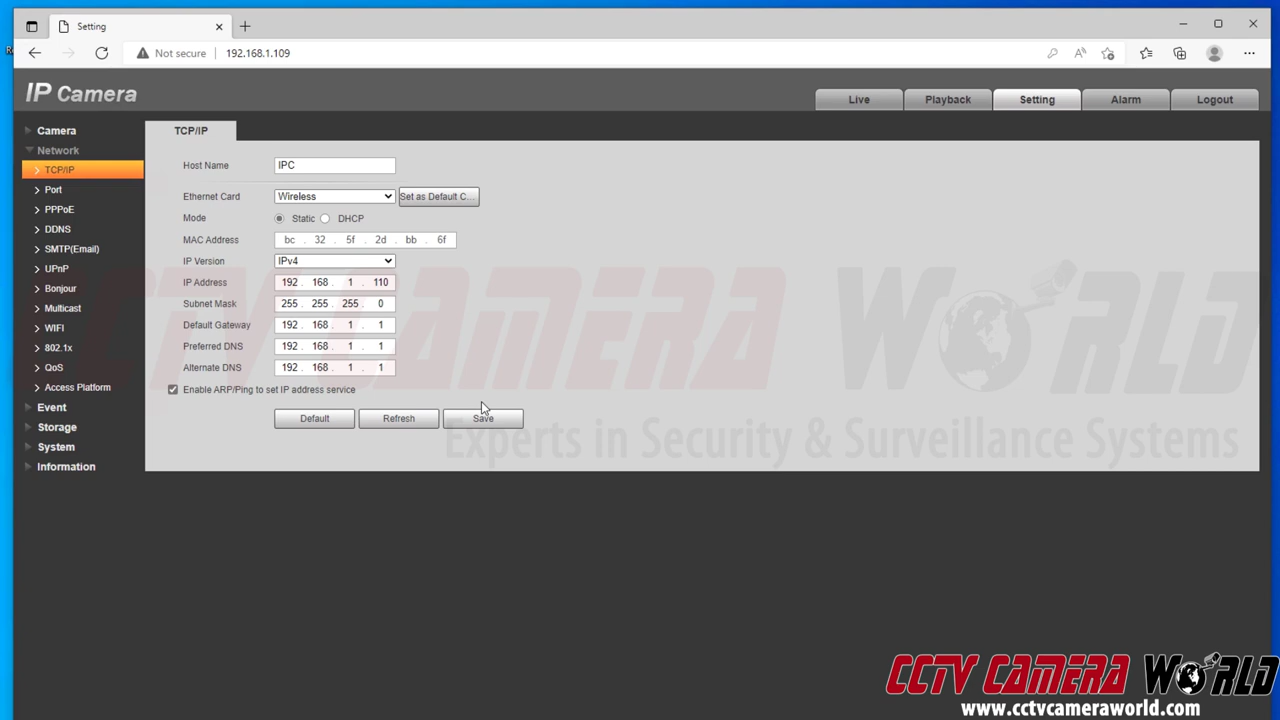 Setting
Not secure 192.168.1.109
IP Camera
Live Playback Setting Alarm Logout
Camera
Network
TCP/IP
Port
PPPoE
DDNS
SMTP(Email)
UPnP
Bonjour
Multicast
WIFI
802.1x
QoS
Access Platform
Event
Storage
System
Information
TCP/IP
Host Name IPC
Ethernet Card Wireless Set as Default C...
Mode Static DHCP
MAC Address bc . 32 . 5f . 2d . bb . 6f
IP Version IPv4
IP Address 192 . 168 . 1 . 110
Subnet Mask 255 . 255 . 255 . 0
Default Gateway 192 . 168 . 1 . 1
Preferred DNS 192 . 168 . 1 . 1
Alternate DNS 192 . 168 . 1 . 1
Enable ARP/Ping to set IP address service
Default Refresh Save
CCTV CAMERA WORLD
Experts in Security & Surveillance Systems
CCTV CAMERA WORLD
www.cctvcameraworld.com